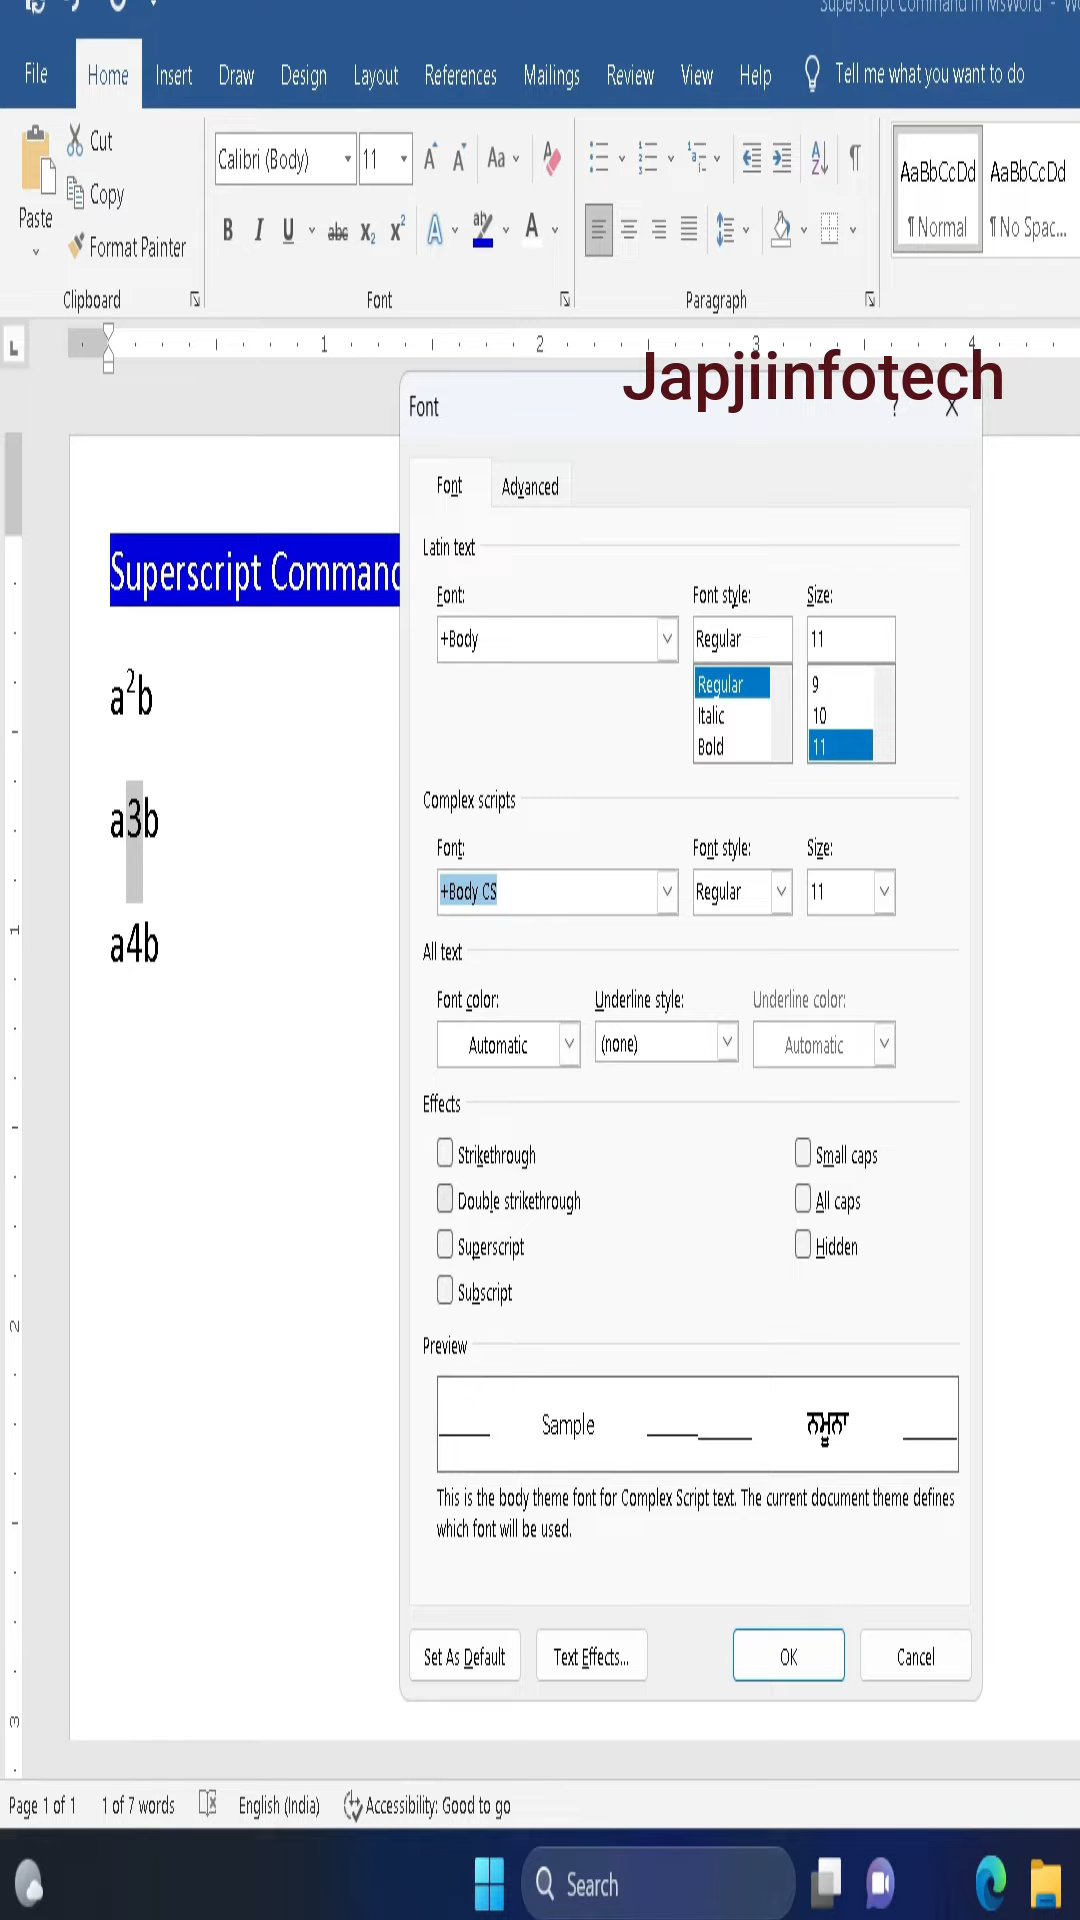 Superscript Command in MsWord - Wo
File Home Insert Draw Design Layout References Mailings Review View Help Tell me what you want to do
Cut
Copy
Paste
Format Painter
Calibri (Body) 11 Aa
B I U abc X₂ X² A ab A
AaBbCcDd AaBbCcDd
¶ Normal ¶ No Spac...
Clipboard Font Paragraph
L 1 2 3 4
Japjiinfotech
Font ? X
Font Advanced
Superscript Command
a²b
a3b
a4b
Latin text
Font: Font style: Size:
+Body Regular 11
Regular 9
Italic 10
Bold 11
Complex scripts
Font: Font style: Size:
+Body CS Regular 11
All text
Font color: Underline style: Underline color:
Automatic (none) Automatic
Effects
Strikethrough Small caps
Double strikethrough All caps
Superscript Hidden
Subscript
Preview
Sample ਨਮੂਨਾ
This is the body theme font for Complex Script text. The current document theme defines
which font will be used.
Set As Default Text Effects... OK Cancel
1
2
3
Page 1 of 1 1 of 7 words English (India) Accessibility: Good to go
Search